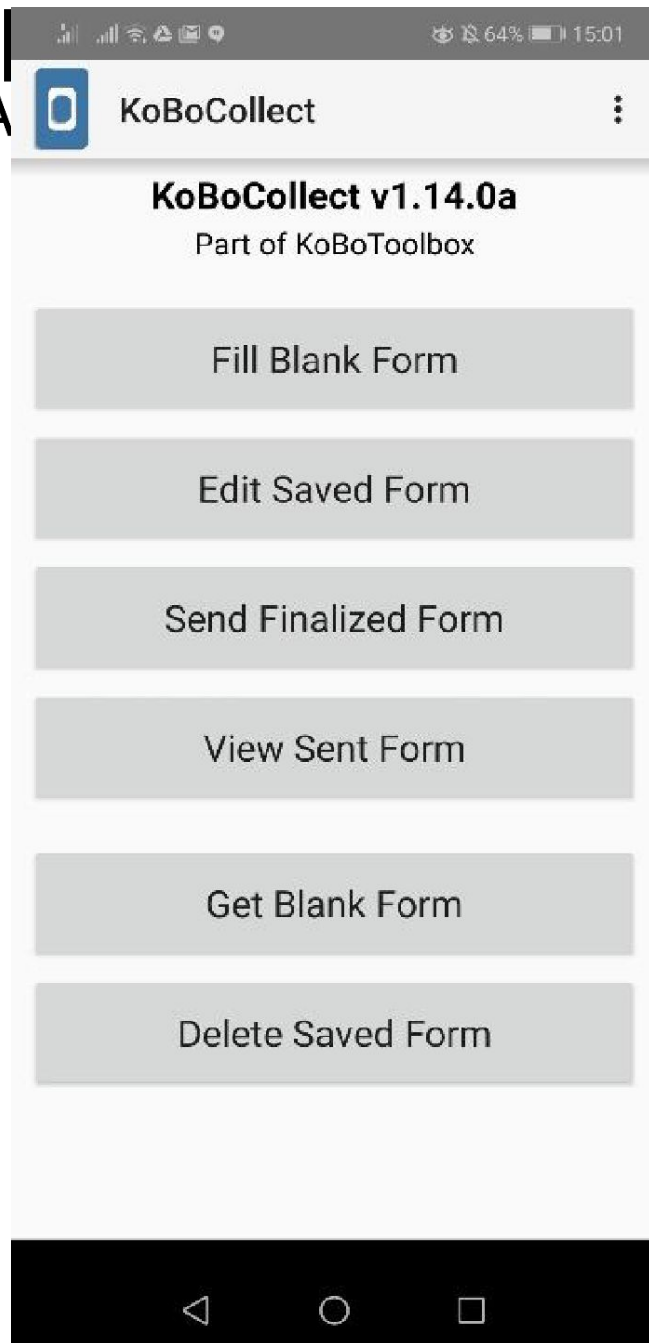 64% 15:01
KoBoCollect
KoBoCollect v1.14.0a
Part of KoBoToolbox
Fill Blank Form
Edit Saved Form
Send Finalized Form
View Sent Form
Get Blank Form
Delete Saved Form